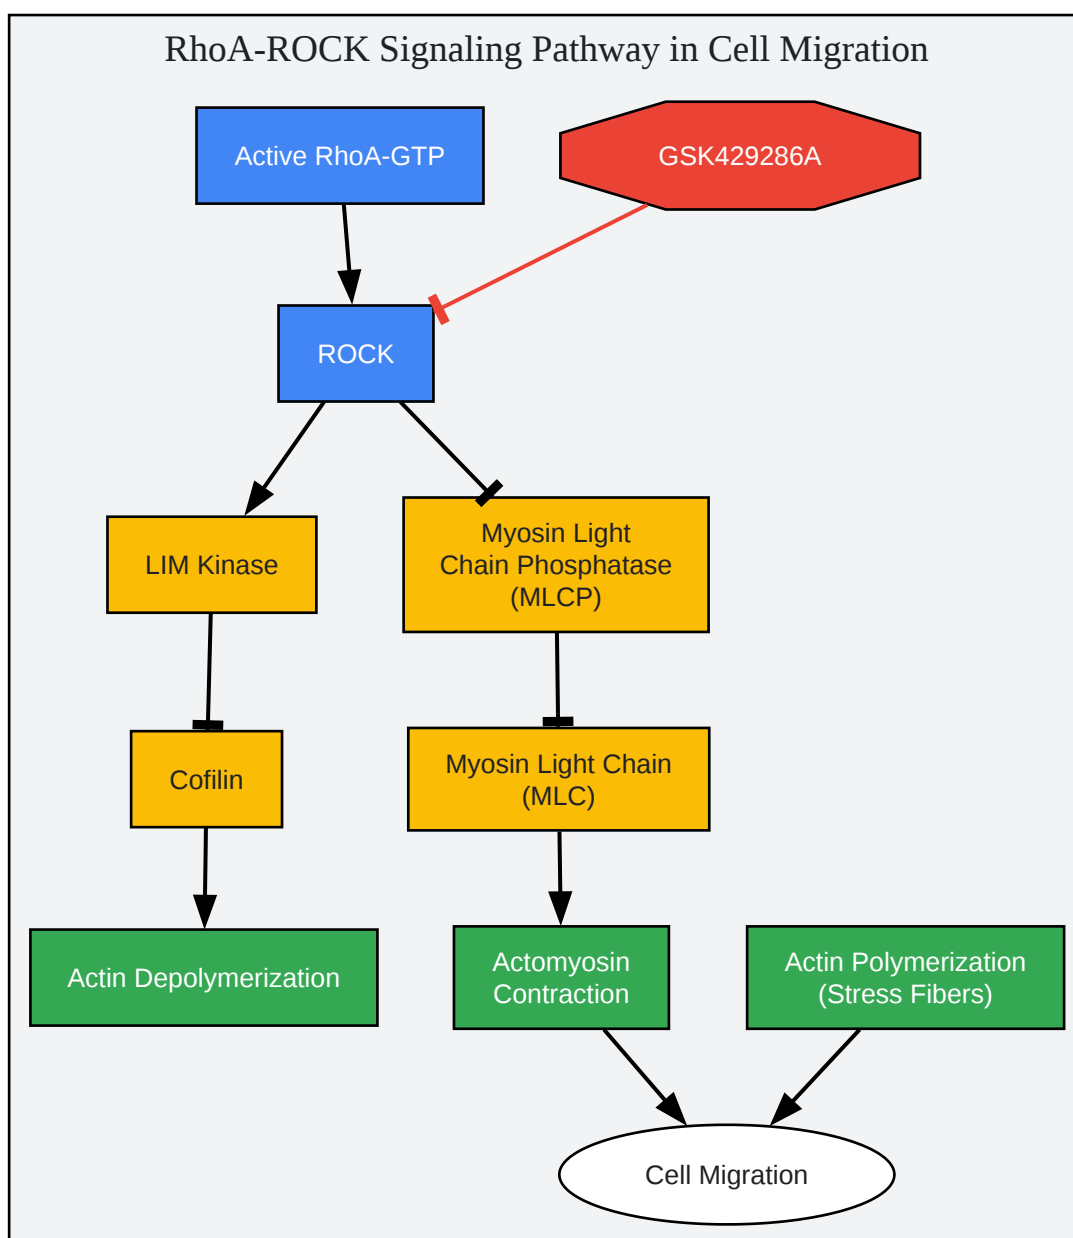 RhoA-ROCK Signaling Pathway in Cell Migration
Active RhoA-GTP
GSK429286A
ROCK
LIM Kinase
Myosin Light
Chain Phosphatase
(MLCP)
Cofilin
Myosin Light Chain
(MLC)
Actin Depolymerization
Actomyosin
Contraction
Actin Polymerization
(Stress Fibers)
Cell Migration